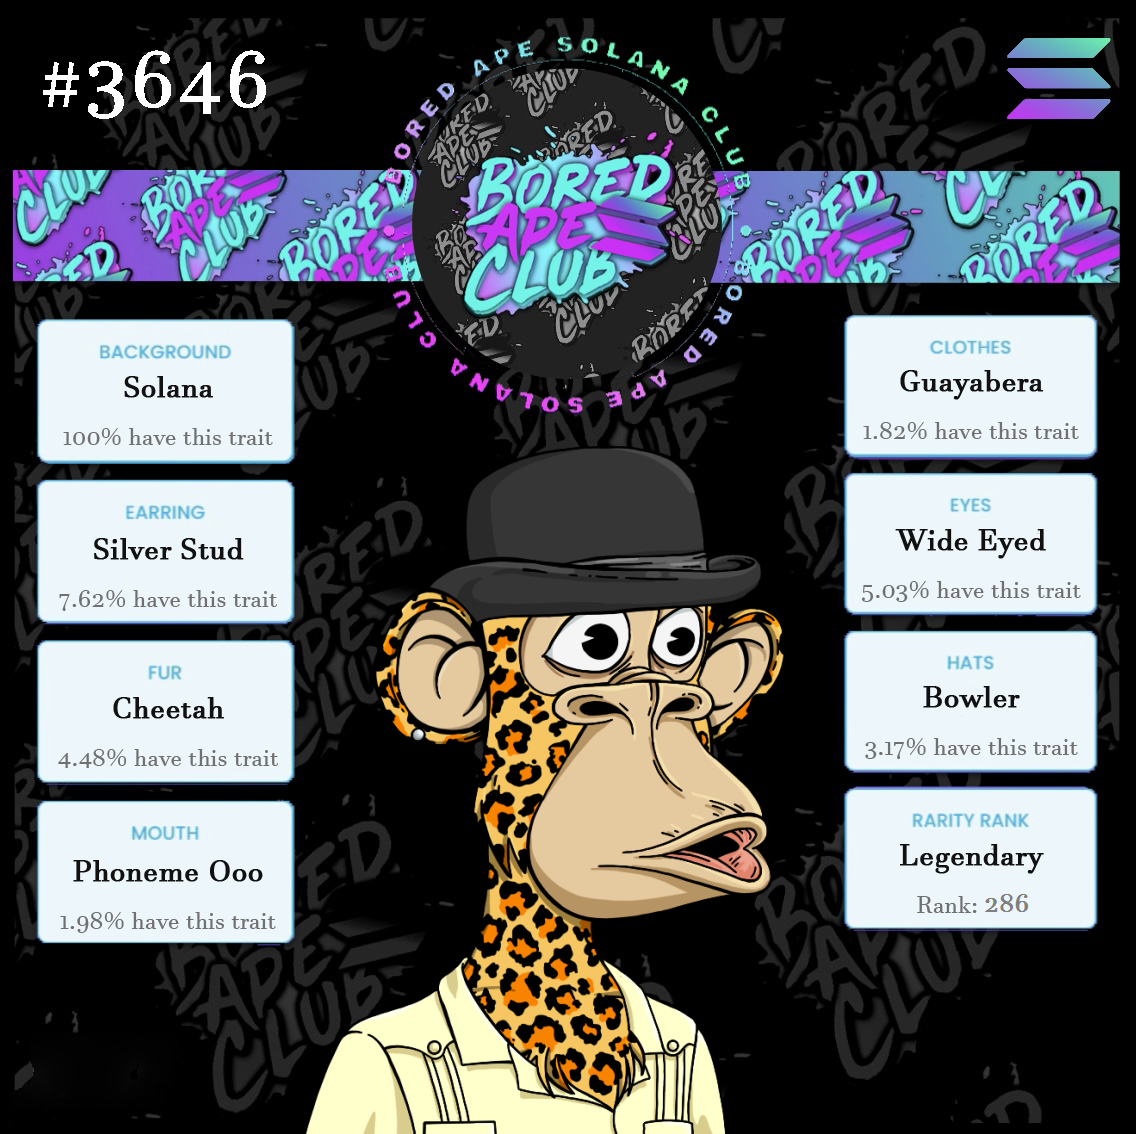 #3646
BORED APE SOLANA CLUB
BORED APE SOLANA CLUB
BORED
APE
CLUB
BACKGROUND
Solana
100% have this trait
EARRING
Silver Stud
7.62% have this trait
FUR
Cheetah
4.48% have this trait
MOUTH
Phoneme Ooo
1.98% have this trait
CLOTHES
Guayabera
1.82% have this trait
EYES
Wide Eyed
5.03% have this trait
HATS
Bowler
3.17% have this trait
RARITY RANK
Legendary
Rank: 286